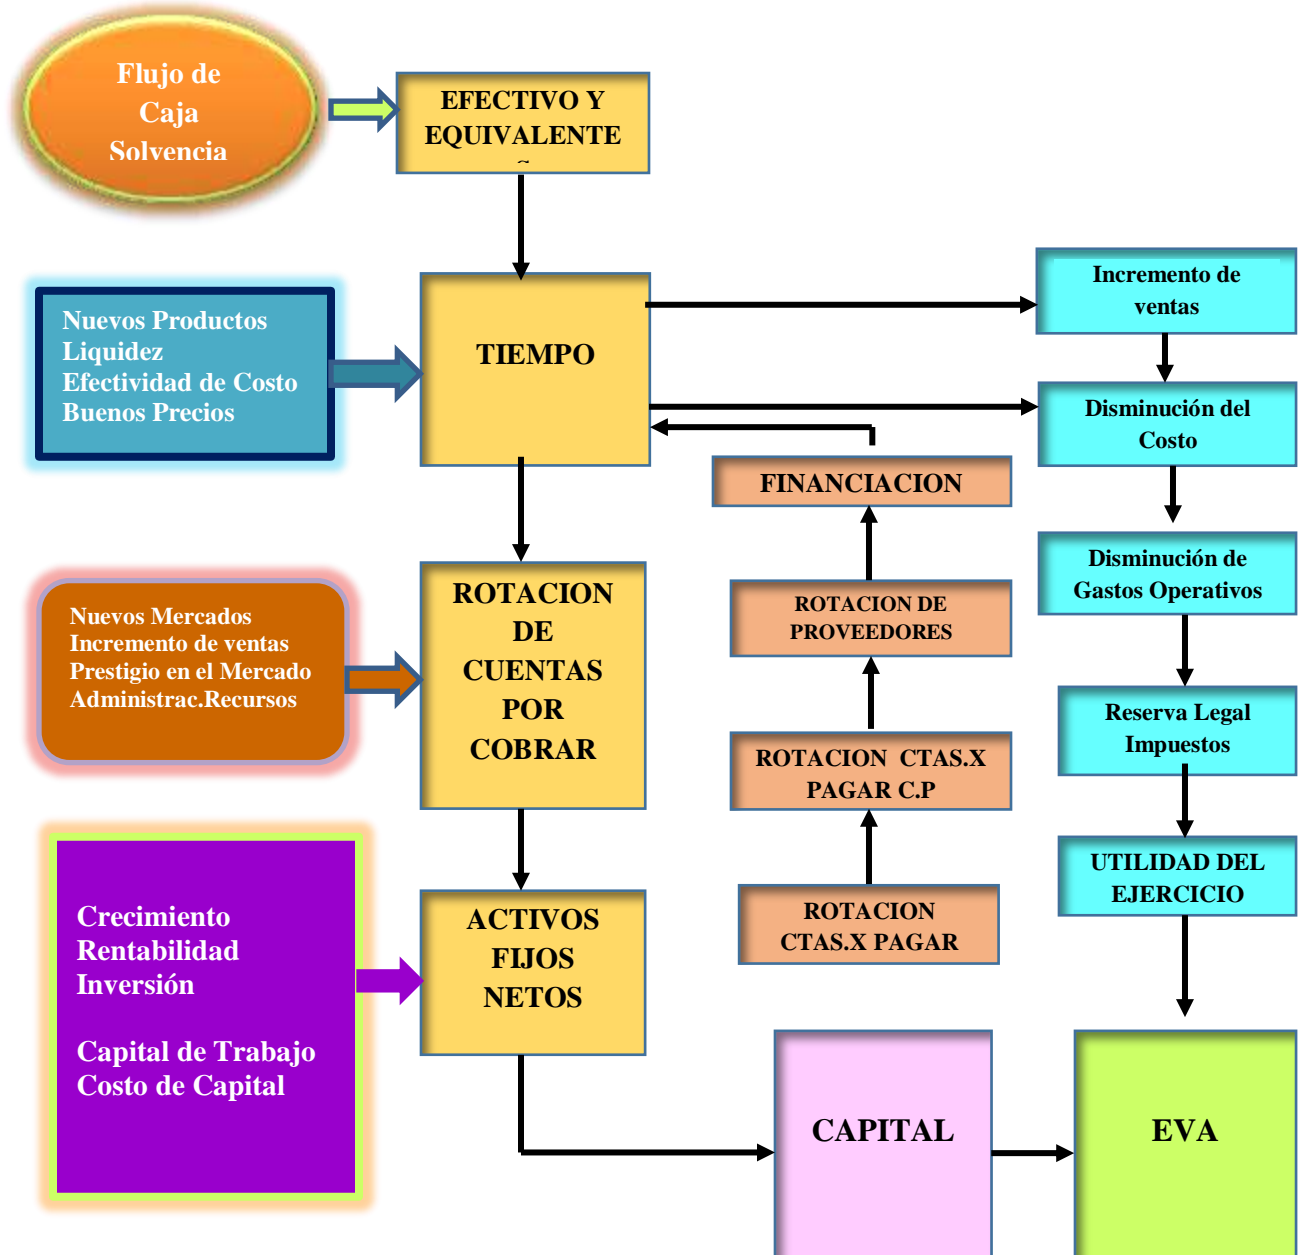 Flujo de
Caja
Solvencia
EFECTIVO Y
EQUIVALENTE
Nuevos Productos
Liquidez
Efectividad de Costo
Buenos Precios
TIEMPO
Incremento de
ventas
Disminución del
Costo
FINANCIACION
Disminución de
Gastos Operativos
ROTACION DE
PROVEEDORES
ROTACION
DE
CUENTAS
POR
COBRAR
Nuevos Mercados
Incremento de ventas
Prestigio en el Mercado
Administrac.Recursos
ROTACION CTAS.X
PAGAR C.P
Reserva Legal
Impuestos
UTILIDAD DEL
EJERCICIO
ROTACION
CTAS.X PAGAR
ACTIVOS
FIJOS
NETOS
Crecimiento
Rentabilidad
Inversión
Capital de Trabajo
Costo de Capital
CAPITAL
EVA